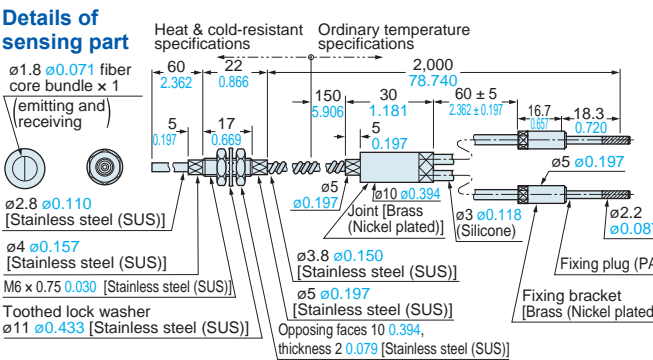 Details of
sensing part
Heat & cold-resistant
specifications
Ordinary temperature
specifications
ø1.8 ø0.071 fiber
core bundle × 1
(emitting and
receiving)
60
2.362
22
0.866
2,000
78.740
150
5.906
30
1.181
60 ± 5
2.362 ± 0.197
16.7
0.657
18.3
0.720
5
0.197
17
0.669
5
0.197
ø5 ø0.197
ø5
ø0.197
ø10 ø0.394
Joint [Brass
(Nickel plated)]
ø3 ø0.118
(Silicone)
ø2.2
ø0.087
ø2.8 ø0.110
[Stainless steel (SUS)]
ø4 ø0.157
[Stainless steel (SUS)]
M6 x 0.75 0.030 [Stainless steel (SUS)]
Toothed lock washer
ø11 ø0.433 [Stainless steel (SUS)]
ø3.8 ø0.150
[Stainless steel (SUS)]
ø5 ø0.197
[Stainless steel (SUS)]
Opposing faces 10 0.394,
thickness 2 0.079 [Stainless steel (SUS)]
Fixing plug (PA
Fixing bracket
[Brass (Nickel plated